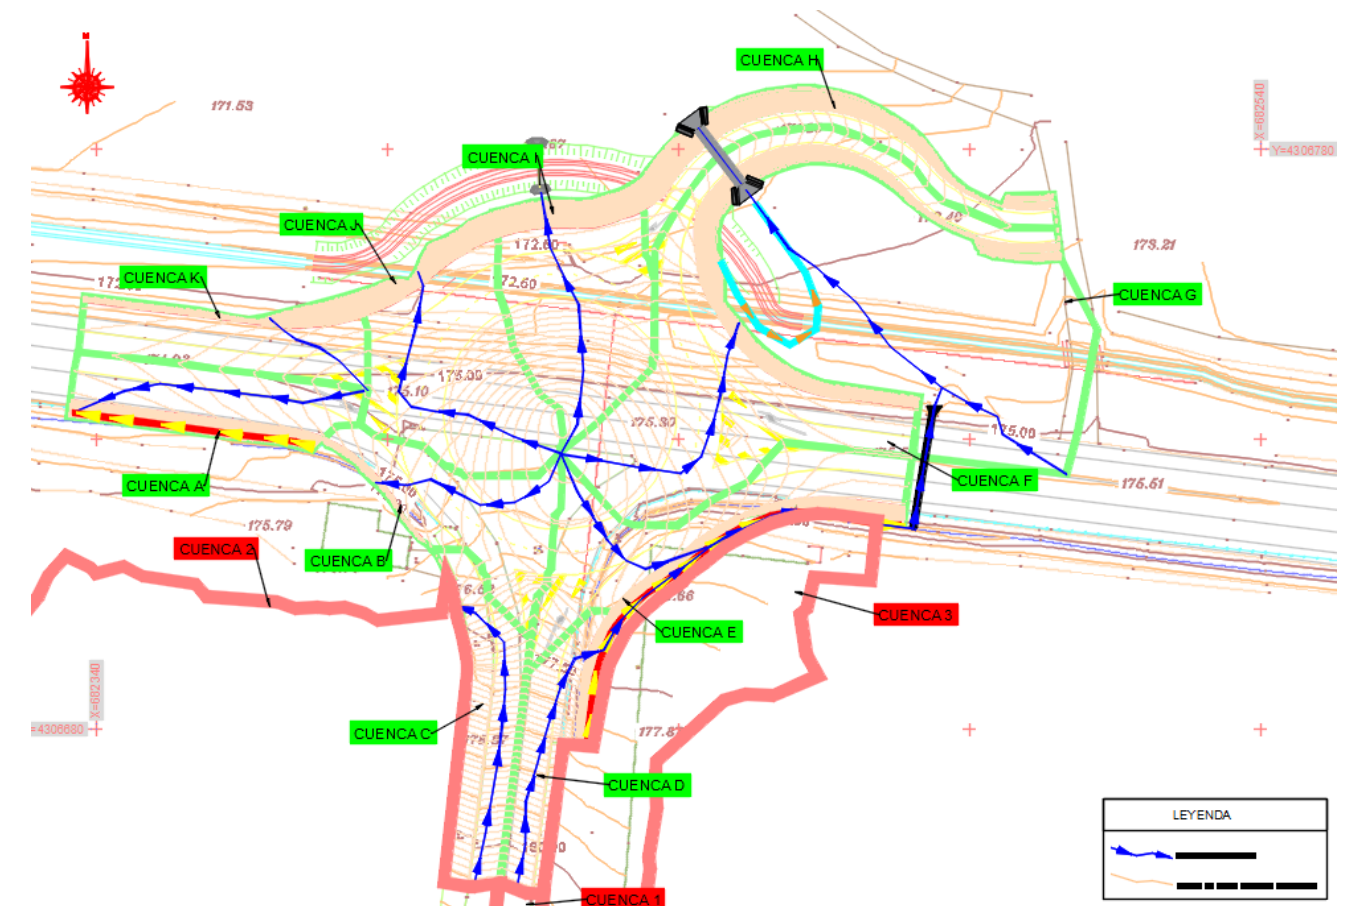 N
CUENCA H
171.53
X=682540
Y=4306780
CUENCA I
CUENCA J
172.60
173.21
CUENCA K
172.60
CUENCA G
175.00
175.10
175.30
175.00
CUENCA A
CUENCA F
175.51
175.79
CUENCA 2
CUENCA B
CUENCA 3
CUENCA E
X=682340
=4306680
CUENCA C
177.8
CUENCA D
LEYENDA
CUENCA 1